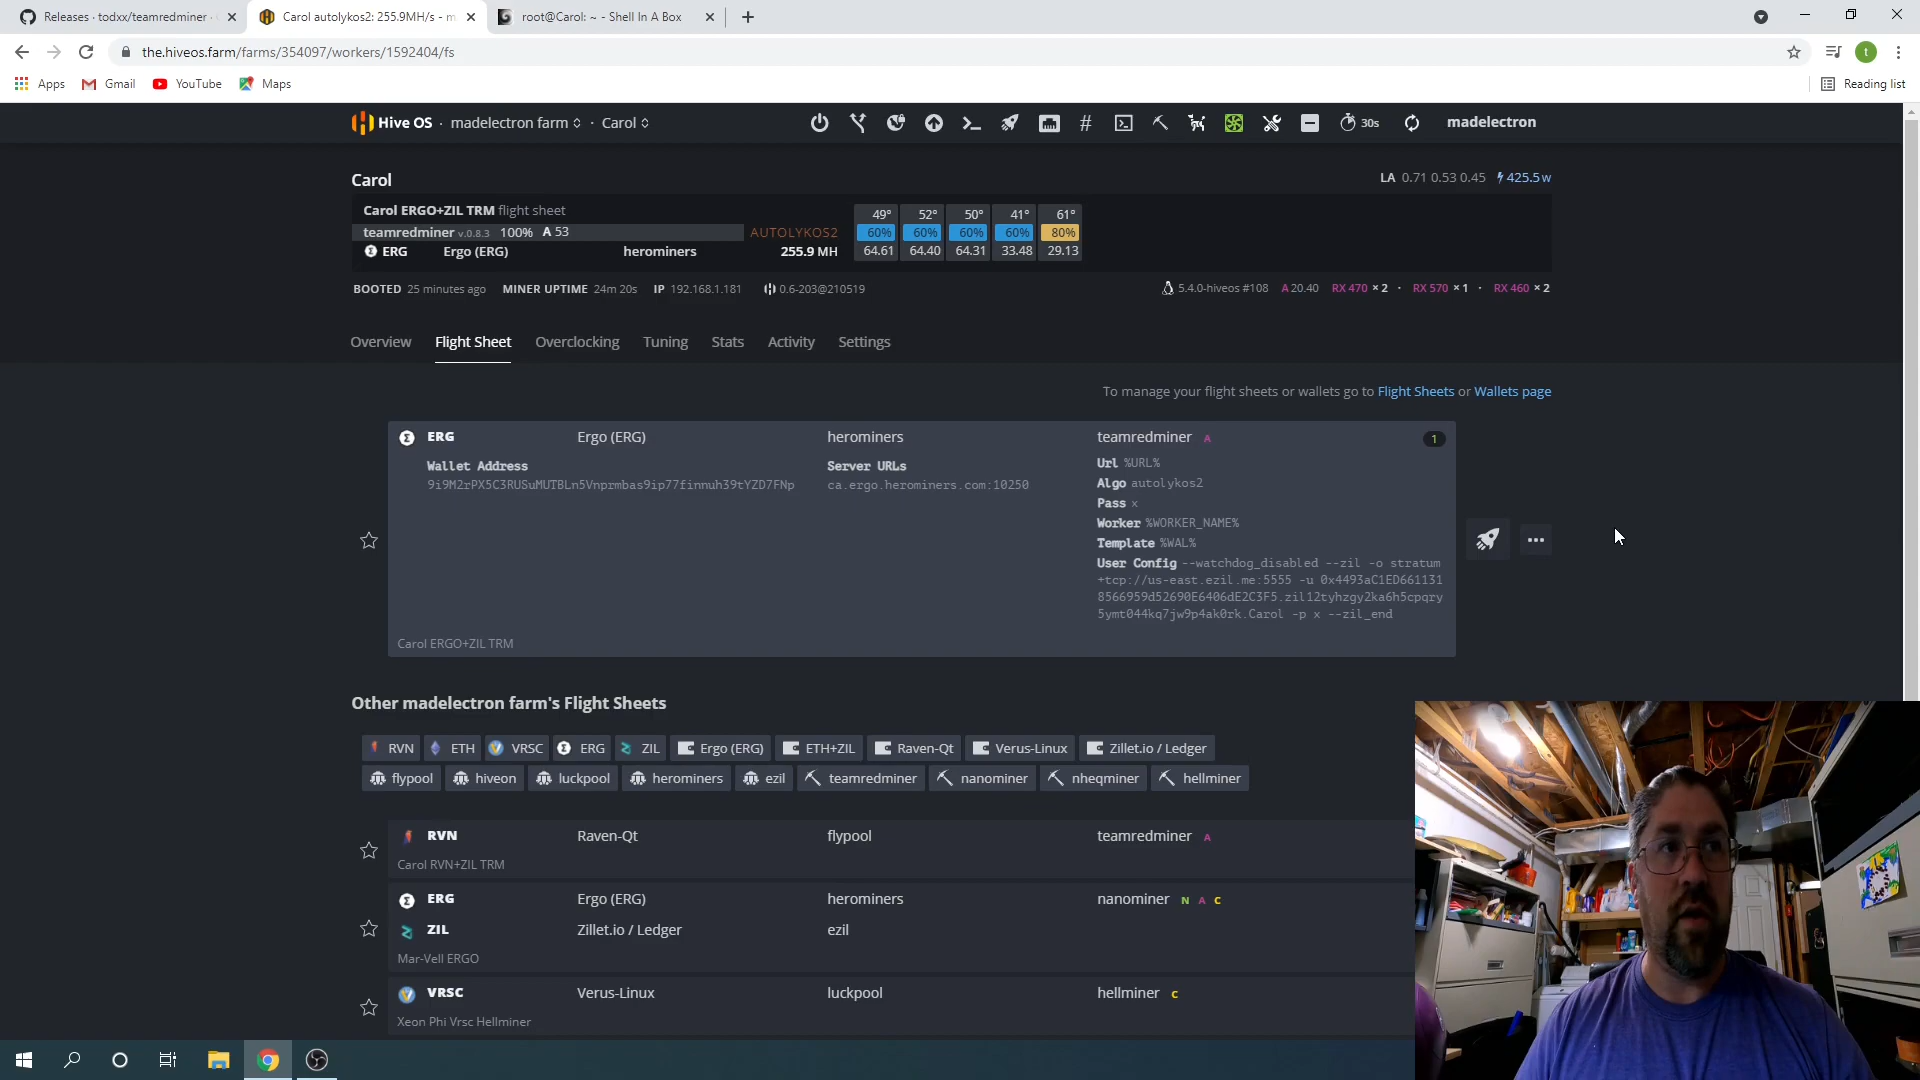 Releases · todxx/teamredminer · 
Carol autolykos2: 255.9MH/s - m
root@Carol: ~ - Shell In A Box
the.hiveos.farm/farms/354097/workers/1592404/fs
t
Apps Gmail YouTube Maps Reading list
Hive OS · madelectron farm · Carol
30s madelectron
Carol
LA 0.71 0.53 0.45 425.5 w
Carol ERGO+ZIL TRM flight sheet
teamredminer v.0.8.3 100% A 53 AUTOLYKOS2
ERG Ergo (ERG) herominers 255.9 MH
49° 52° 50° 41° 61°
60% 60% 60% 60% 80%
64.61 64.40 64.31 33.48 29.13
BOOTED 25 minutes ago MINER UPTIME 24m 20s IP 192.168.1.181 0.6-203@210519
5.4.0-hiveos #108 A 20.40 RX 470 × 2 · RX 570 × 1 · RX 460 × 2
Overview Flight Sheet Overclocking Tuning Stats Activity Settings
To manage your flight sheets or wallets go to Flight Sheets or Wallets page
ERG Ergo (ERG) herominers teamredminer A 1
Wallet Address
9i9M2rPX5C3RUSuMUTBLn5Vnprmbas9ip77finnuh39tYZD7FNp
Server URLs
ca.ergo.herominers.com:10250
Url %URL%
Algo autolykos2
Pass x
Worker %WORKER_NAME%
Template %WAL%
User Config --watchdog_disabled --zil -o stratum
+tcp://us-east.ezil.me:5555 -u 0x4493aC1ED661131
8566959d52690E6406dE2C3F5.zil12tyhzgy2ka6h5cpqry
5ymt044kq7jw9p4ak0rk.Carol -p x --zil_end
Carol ERGO+ZIL TRM
Other madelectron farm's Flight Sheets
RVN ETH VRSC ERG ZIL Ergo (ERG) ETH+ZIL Raven-Qt Verus-Linux Zillet.io / Ledger
flypool hiveon luckpool herominers ezil teamredminer nanominer nheqminer hellminer
RVN Raven-Qt flypool teamredminer A
Carol RVN+ZIL TRM
ERG Ergo (ERG) herominers nanominer N A C
ZIL Zillet.io / Ledger ezil
Mar-Vell ERGO
VRSC Verus-Linux luckpool hellminer C
Xeon Phi Vrsc Hellminer